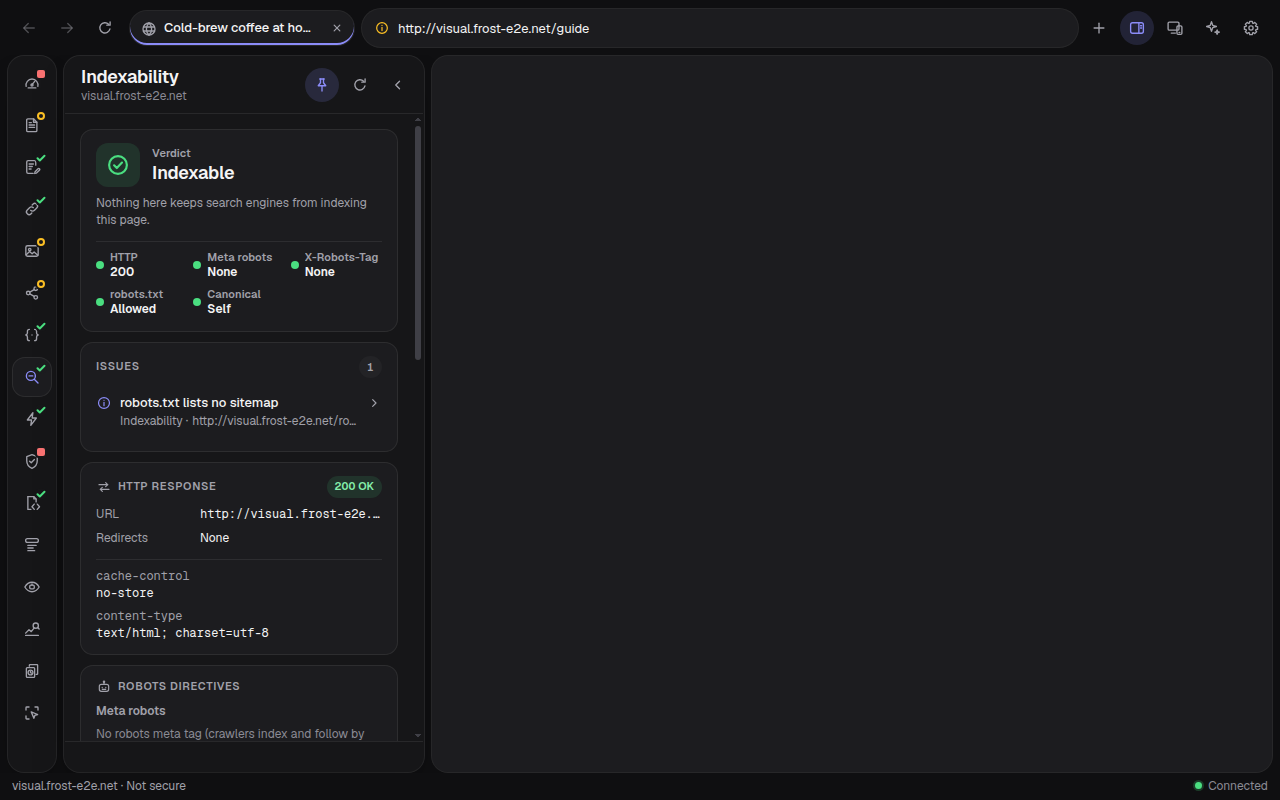 Cold-brew coffee at ho...
http://visual.frost-e2e.net/guide
Indexability
visual.frost-e2e.net
Verdict
Indexable
Nothing here keeps search engines from indexing
this page.
HTTP
200
Meta robots
None
X-Robots-Tag
None
robots.txt
Allowed
Canonical
Self
ISSUES
1
robots.txt lists no sitemap
Indexability · http://visual.frost-e2e.net/ro...
HTTP RESPONSE
200 OK
URL
http://visual.frost-e2e....
Redirects
None
cache-control
no-store
content-type
text/html; charset=utf-8
ROBOTS DIRECTIVES
Meta robots
No robots meta tag (crawlers index and follow by
visual.frost-e2e.net · Not secure
Connected